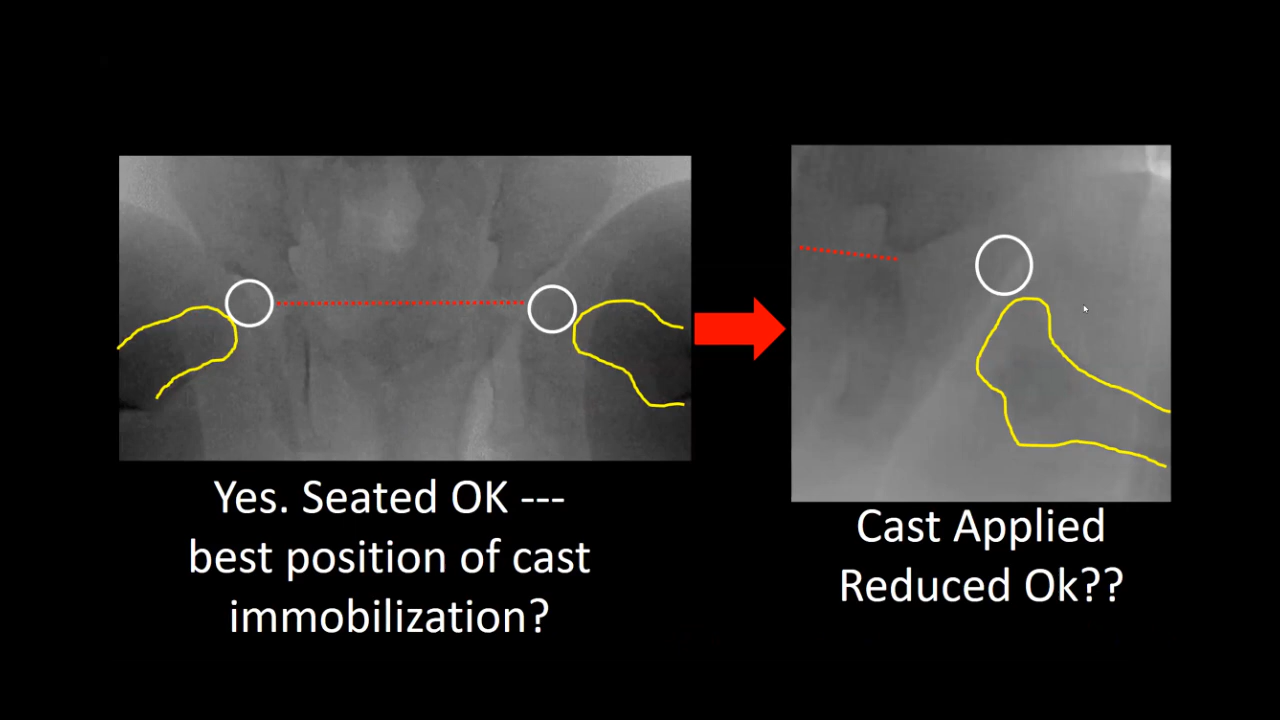 Yes. Seated OK ---
best position of cast
immobilization?
Cast Applied
Reduced Ok??